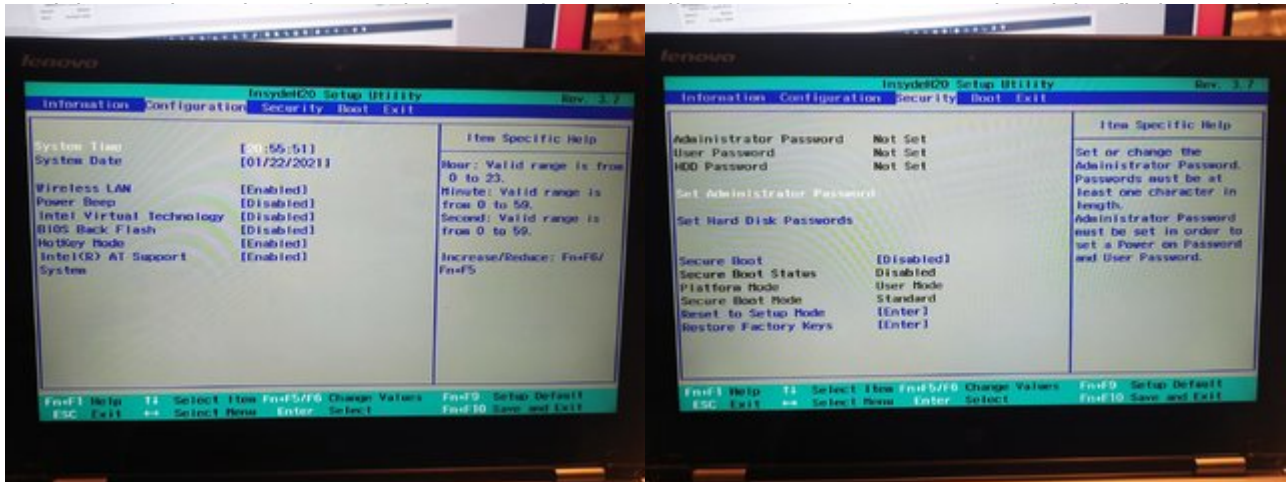 lenovo
InsydeH20 Setup Utility Rev. 3.7
Information Configuration Security Boot Exit
System Time [20:55:51]
System Date [01/22/2021]
Wireless LAN [Enabled]
Power Beep [Disabled]
Intel Virtual Technology [Disabled]
BIOS Back Flash [Disabled]
HotKey Mode [Enabled]
Intel(R) AT Support [Enabled]
System
Item Specific Help
Hour: Valid range is from
0 to 23.
Minute: Valid range is
from 0 to 59.
Second: Valid range is
from 0 to 59.
Increase/Reduce: Fn+F6/
Fn+F5
Fn+F1 Help ↑↓ Select Item Fn+F5/F6 Change Values Fn+F9 Setup Default
ESC Exit ↔ Select Menu Enter Select Fn+F10 Save and Exit
lenovo
InsydeH20 Setup Utility Rev. 3.7
Information Configuration Security Boot Exit
Administrator Password Not Set
User Password Not Set
HDD Password Not Set
Set Administrator Password
Set Hard Disk Passwords
Secure Boot [Disabled]
Secure Boot Status Disabled
Platform Mode User Mode
Secure Boot Mode Standard
Reset to Setup Mode [Enter]
Restore Factory Keys [Enter]
Item Specific Help
Set or change the
Administrator Password.
Passwords must be at
least one character in
length.
Administrator Password
must be set in order to
set a Power on Password
and User Password.
Fn+F1 Help ↑↓ Select Item Fn+F5/F6 Change Values Fn+F9 Setup Default
ESC Exit ↔ Select Menu Enter Select Fn+F10 Save and Exit